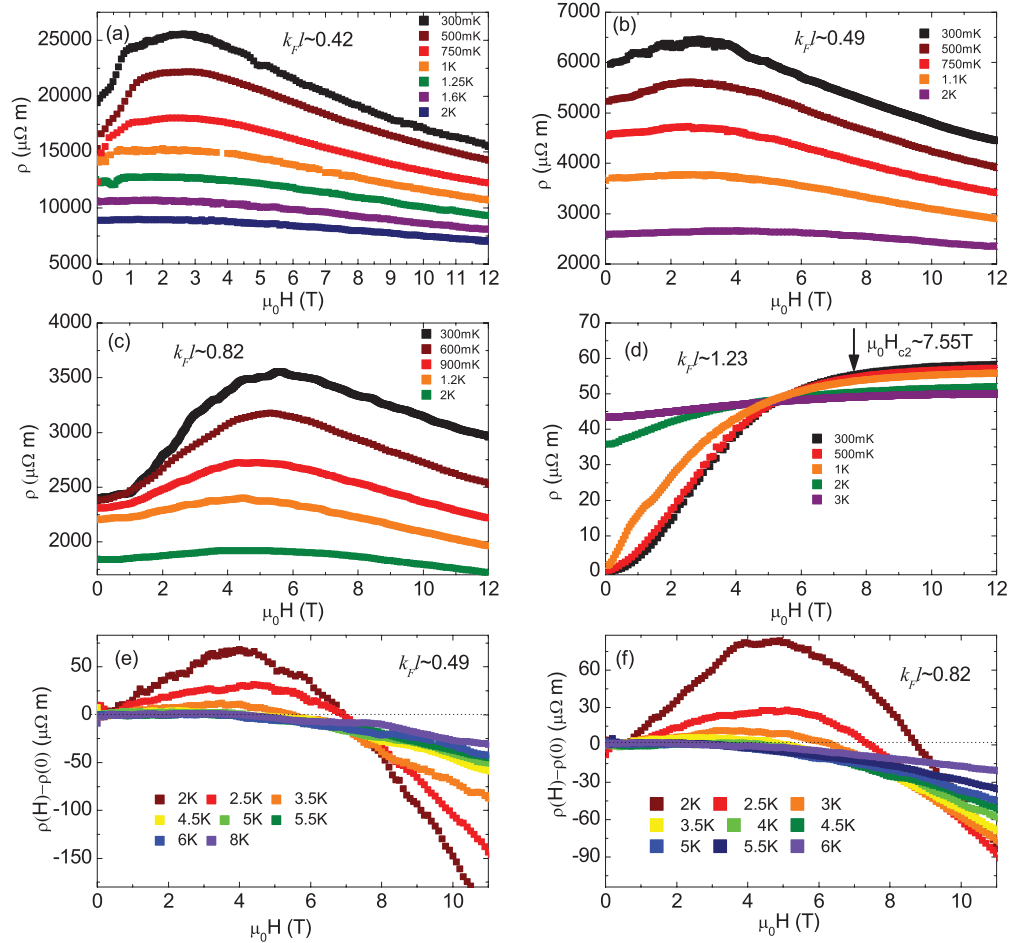 (a)
k_F l~0.42
300mK
500mK
750mK
1K
1.25K
1.6K
2K
25000
20000
15000
10000
5000
ρ (μΩ m)
0 1 2 3 4 5 6 7 8 9 10 11 12
μ₀H (T)
(b)
k_F l~0.49
300mK
500mK
750mK
1.1K
2K
7000
6000
5000
4000
3000
2000
ρ (μΩ m)
0 2 4 6 8 10 12
μ₀H (T)
(c)
k_F l~0.82
300mK
600mK
900mK
1.2K
2K
4000
3500
3000
2500
2000
ρ (μΩ m)
0 2 4 6 8 10 12
μ₀H (T)
(d)
k_F l~1.23
μ₀H_c2~7.55T
300mK
500mK
1K
2K
3K
70
60
50
40
30
20
10
0
ρ (μΩ m)
0 2 4 6 8 10 12
μ₀H (T)
(e)
k_F l~0.49
50
0
-50
-100
-150
ρ(H)-ρ(0) (μΩ m)
2K 2.5K 3.5K
4.5K 5K 5.5K
6K 8K
0 2 4 6 8 10
μ₀H (T)
(f)
k_F l~0.82
90
60
30
0
-30
-60
-90
ρ(H)-ρ(0) (μΩ m)
2K 2.5K 3K
3.5K 4K 4.5K
5K 5.5K 6K
0 2 4 6 8 10
μ₀H (T)